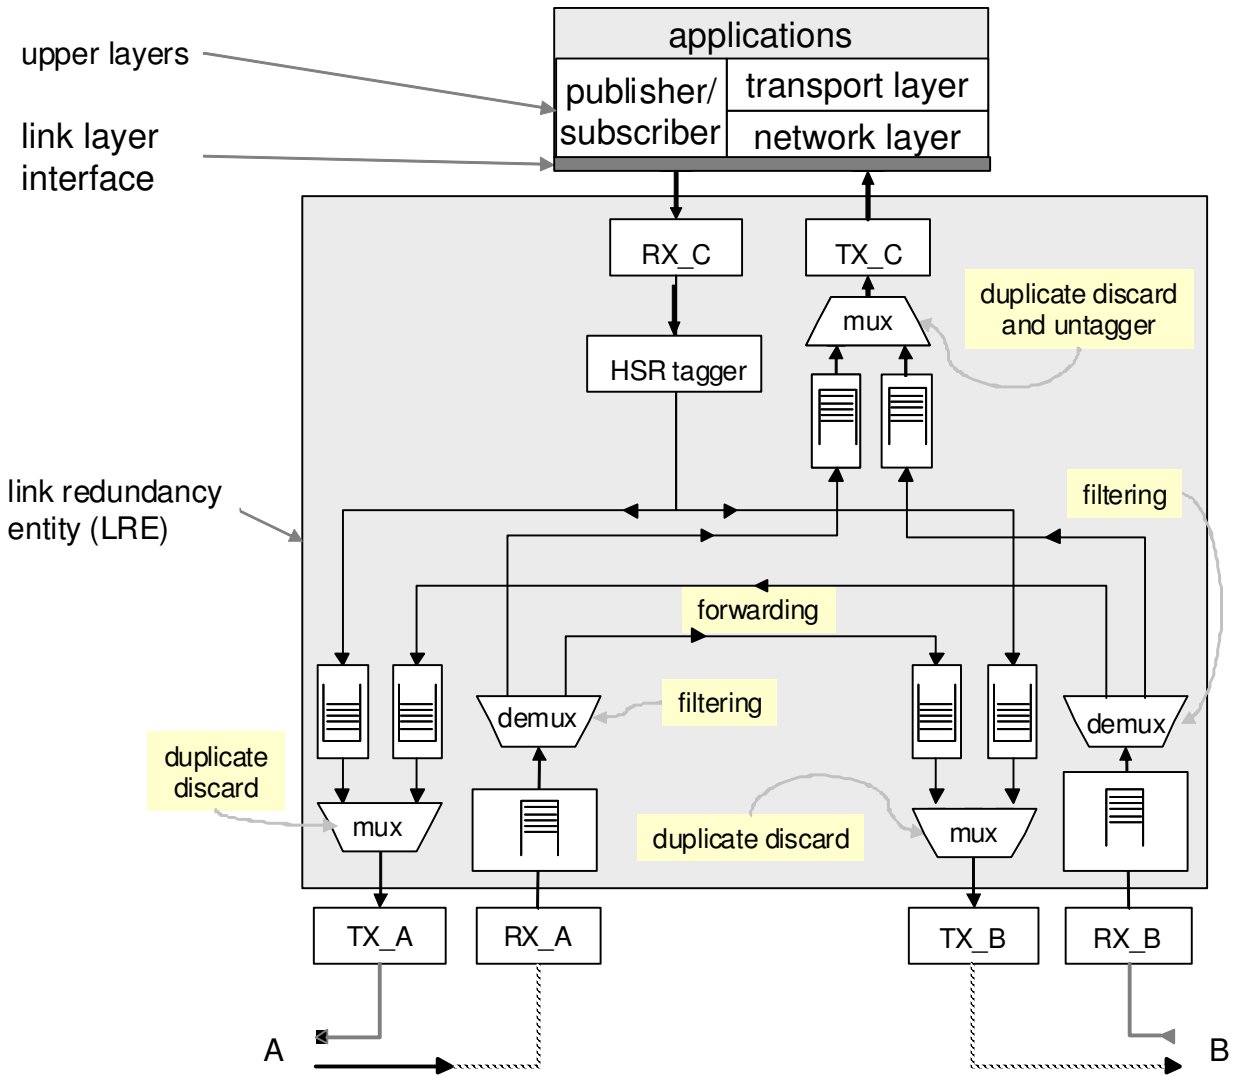 applications
upper layers
publisher/
subscriber
transport layer
network layer
link layer
interface
RX_C
TX_C
duplicate discard
and untagger
mux
HSR tagger
filtering
link redundancy
entity (LRE)
forwarding
filtering
demux
demux
duplicate
discard
mux
duplicate discard
mux
TX_A
RX_A
TX_B
RX_B
A
B